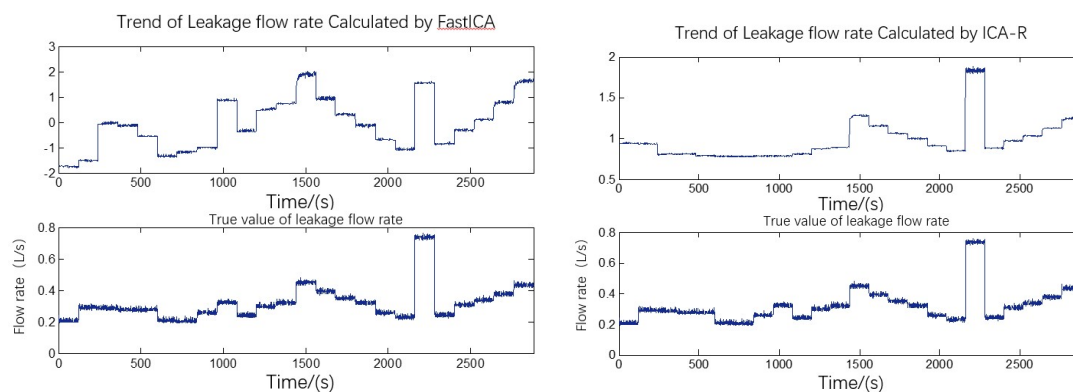 Trend of Leakage flow rate Calculated by FastICA
3
2
1
0
-1
-2
0 500 1000 1500 2000 2500
Time/(s)
True value of leakage flow rate
Flow rate (L/s)
0.8
0.6
0.4
0.2
0
0 500 1000 1500 2000 2500
Time/(s)
Trend of Leakage flow rate Calculated by ICA-R
2
1.5
1
0.5
0 500 1000 1500 2000 2500
Time/(s)
True value of leakage flow rate
Flow rate (L/s)
0.8
0.6
0.4
0.2
0
0 500 1000 1500 2000 2500
Time/(s)